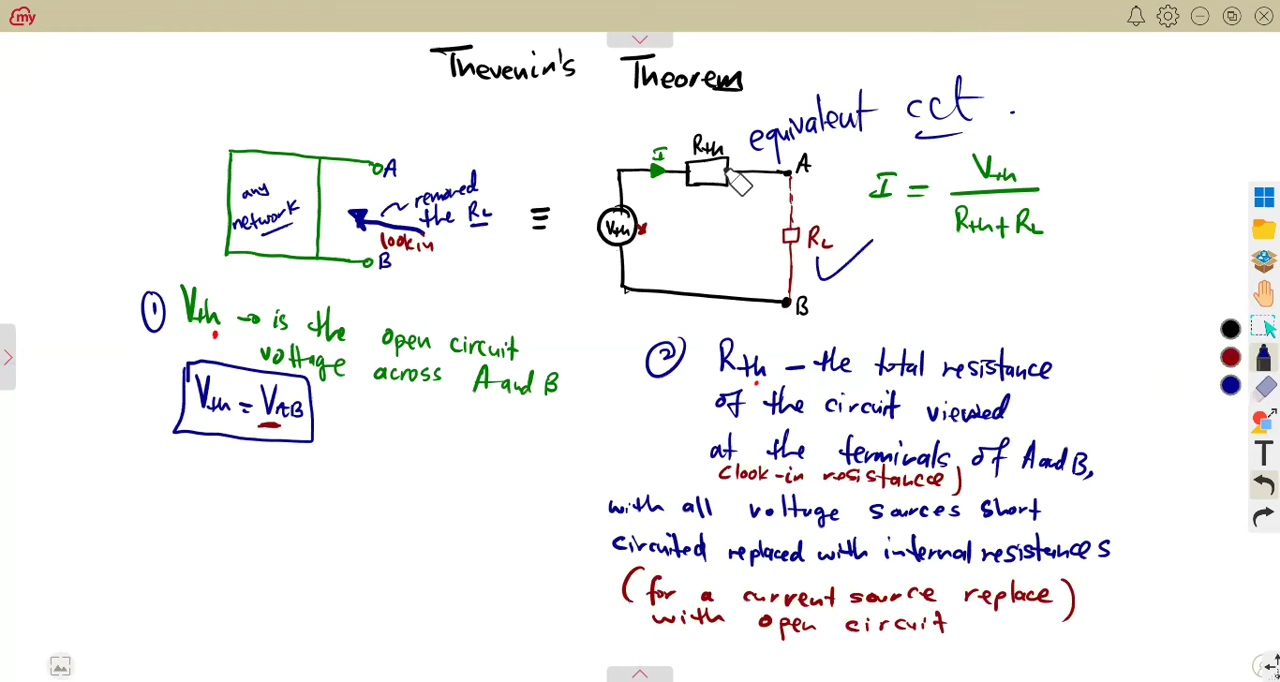 my
Thevenin's Theorem
equivalent cct.
any
network
A
removed
the RL
look in
B
≡
I
Rth
A
Vth
RL
B
I = Vth / Rth + RL
① Vth → is the open circuit
voltage across A and B
Vth = VAB
② Rth - the total resistance
of the circuit viewed
at the terminals of A and B,
(look-in resistance)
with all voltage sources short
circuited replaced with internal resistances
(for a current source replace)
with open circuit
T